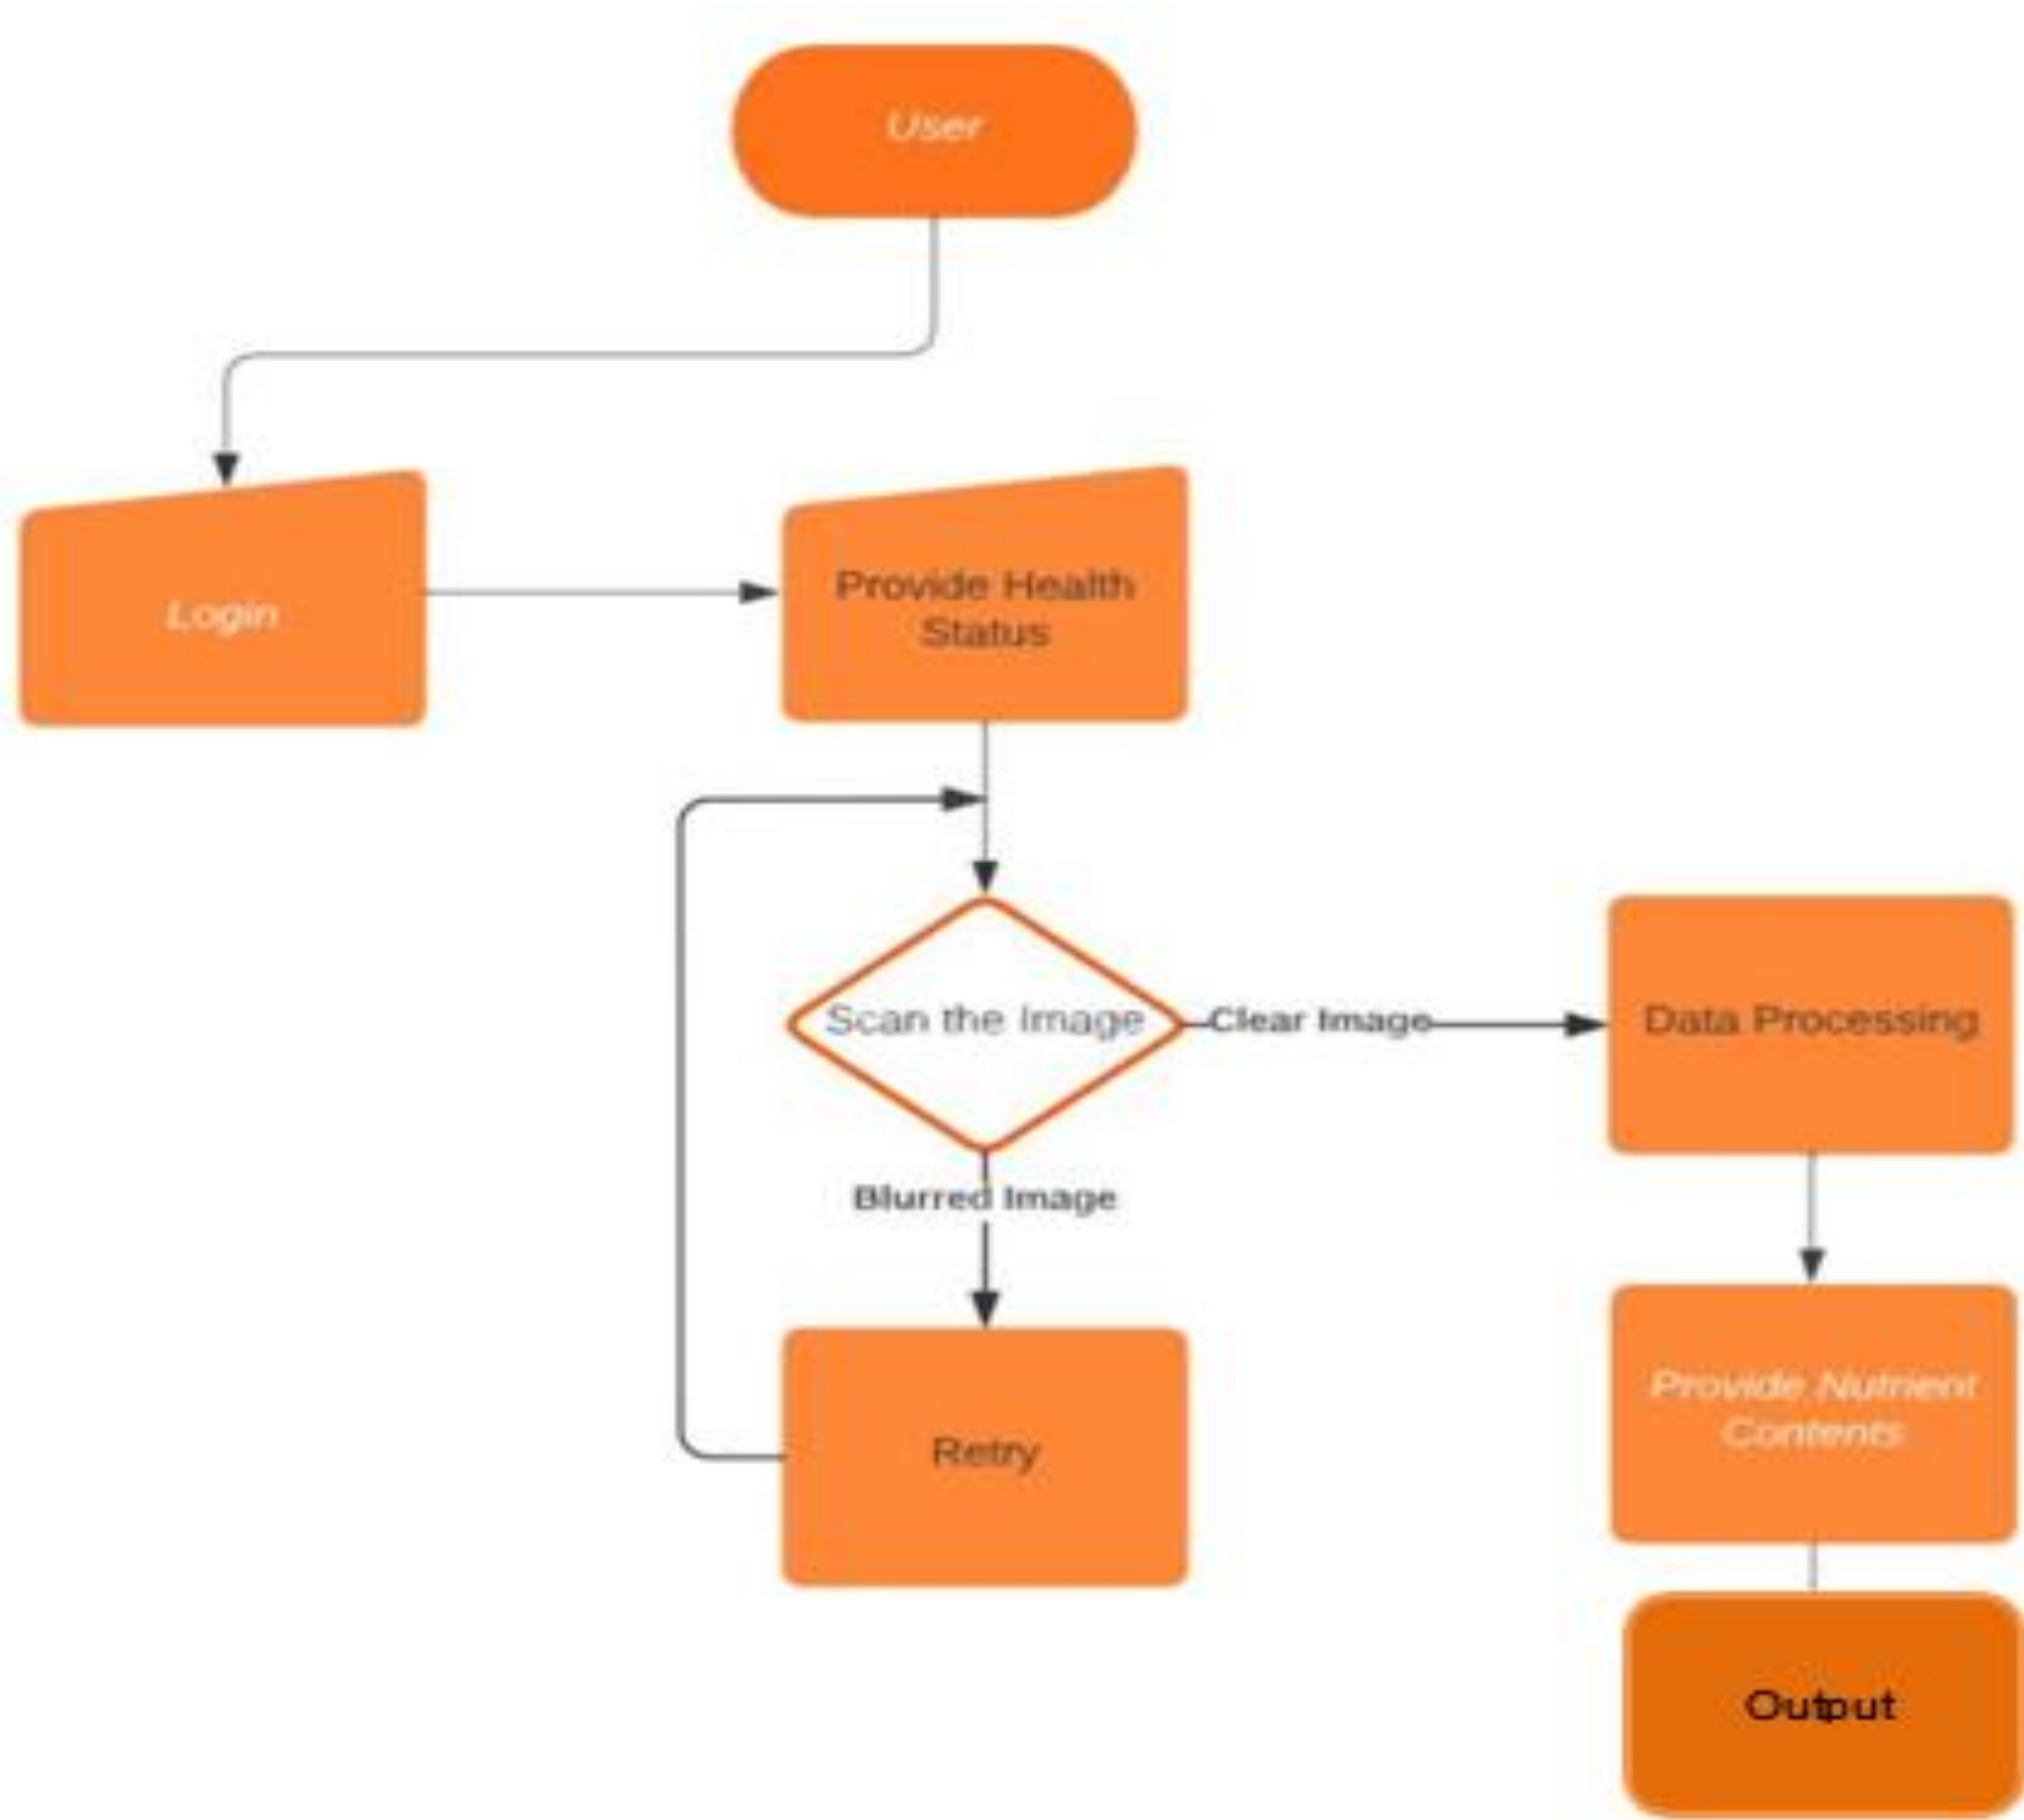 User
Login
Provide Health
Status
Scan the Image
Clear Image
Data Processing
Blurred Image
Retry
Provide Nutrient
Contents
Output